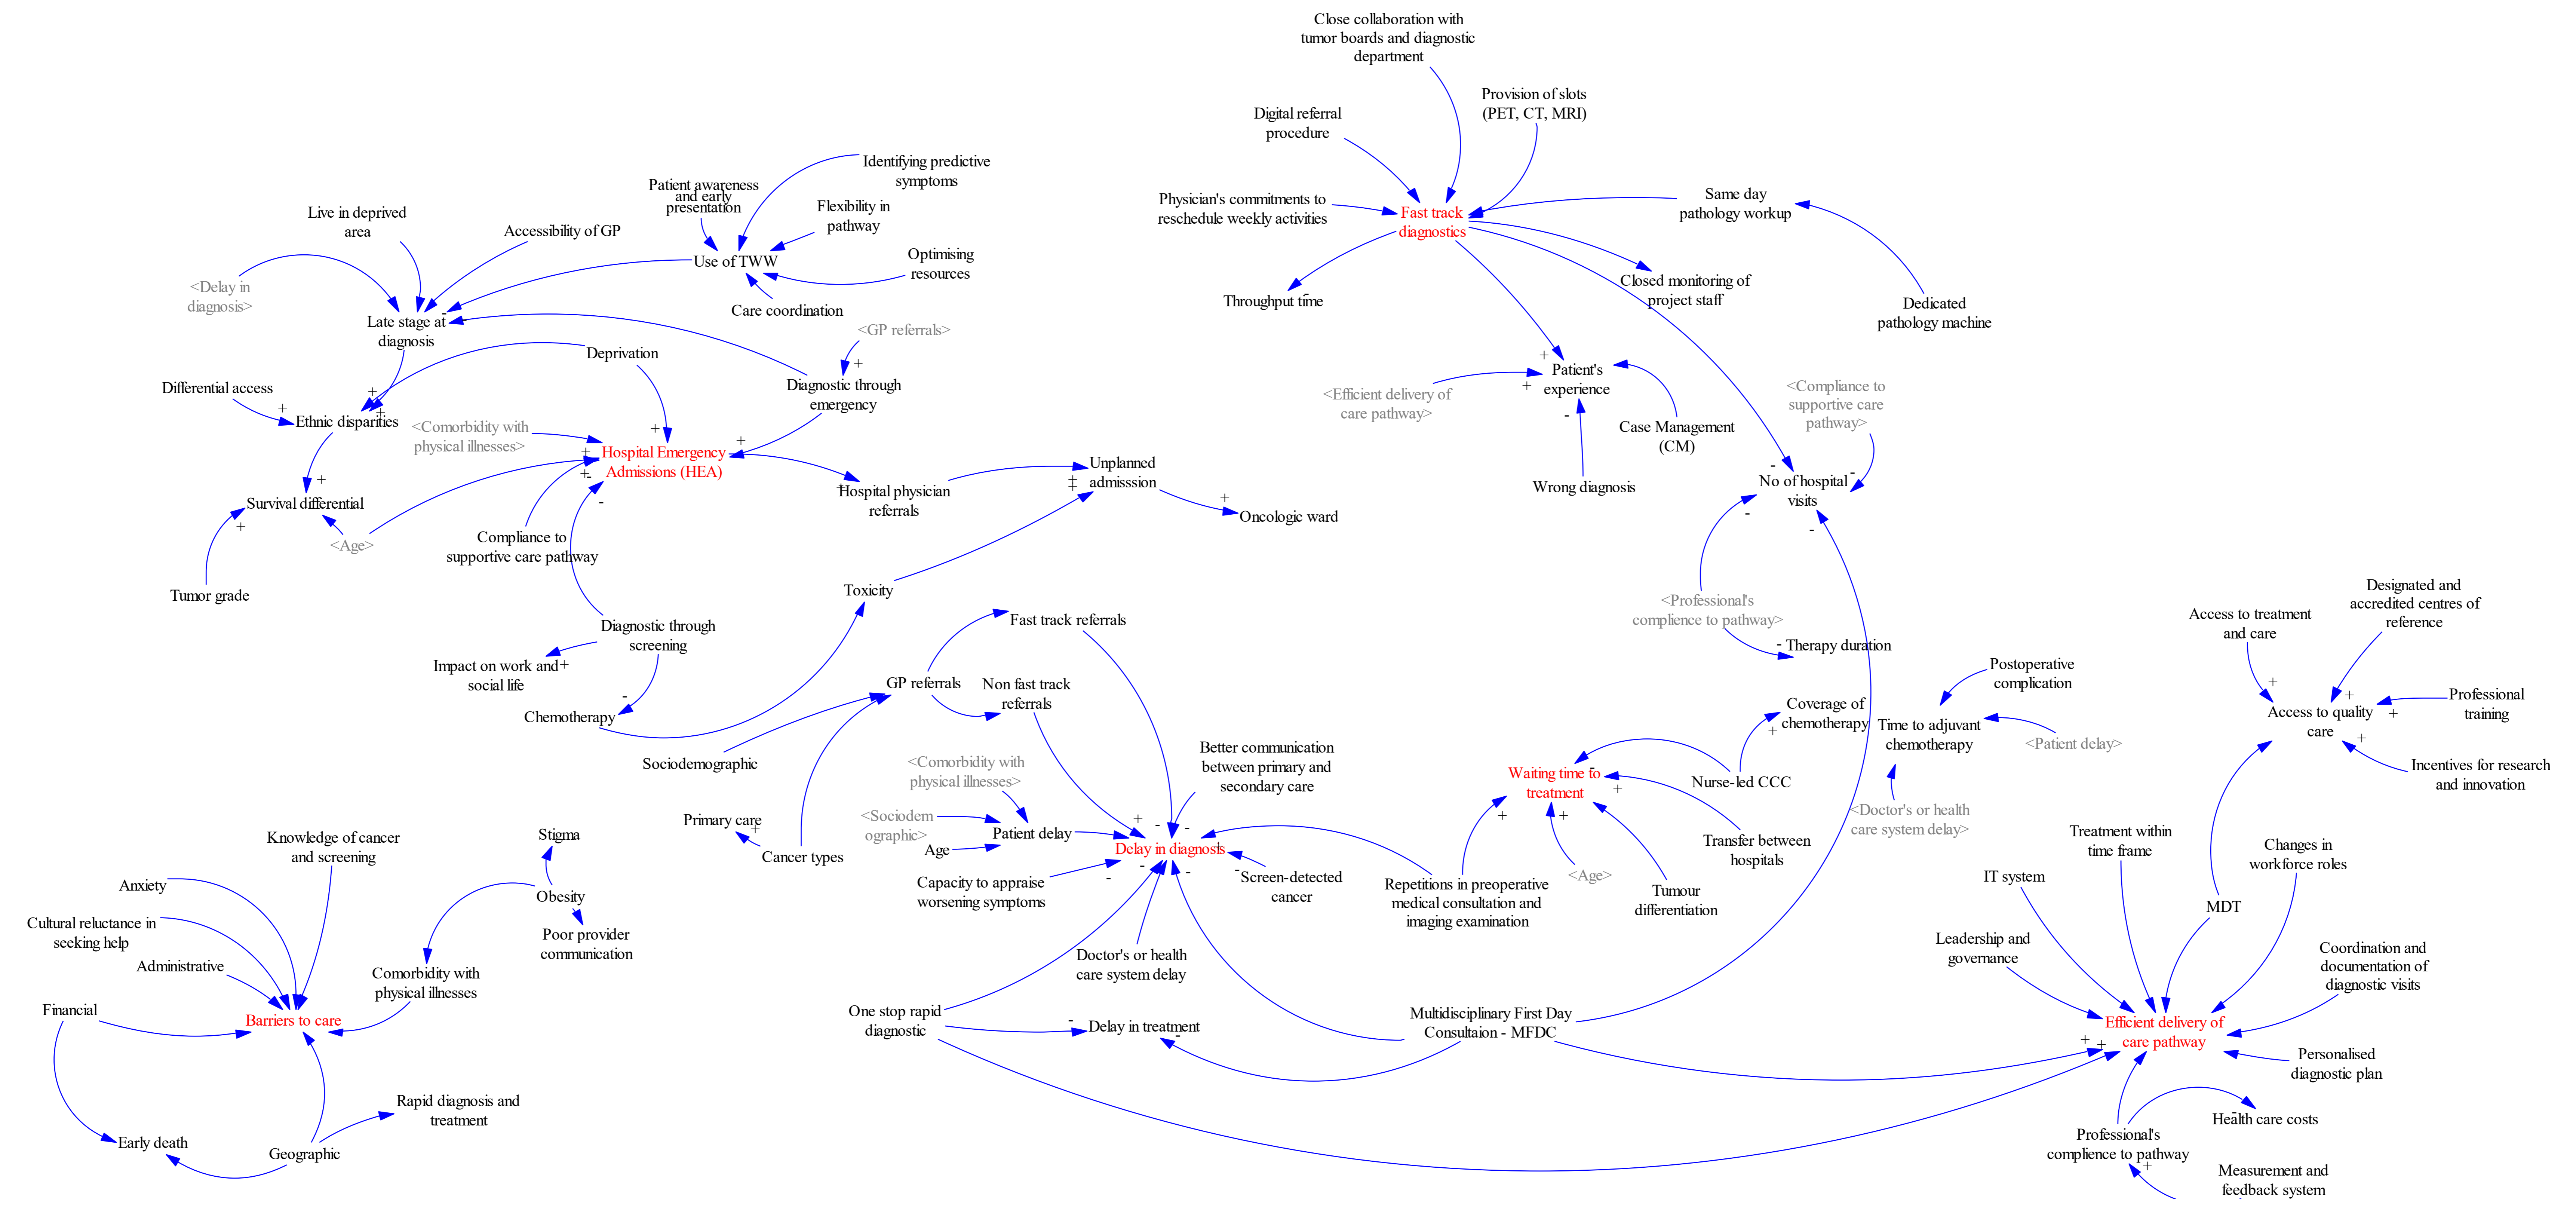 Close collaboration with
tumor boards and diagnostic
department
Provision of slots
(PET, CT, MRI)
Digital referral
procedure
Physician's commitments to
reschedule weekly activities
Fast track
diagnostics
Same day
pathology workup
Dedicated
pathology machine
Throughput time
-
Closed monitoring of
project staff
Patient's
experience
+
+
-
<Efficient delivery of
care pathway>
Case Management
(CM)
Wrong diagnosis
<Compliance to
supportive care
pathway>
No of hospital
visits
-
-
-
-
<Professional's
complience to pathway>
- Therapy duration
Identifying predictive
symptoms
Patient awareness
and early
presentation
Flexibility in
pathway
Optimising
resources
Use of TWW
Care coordination
Live in deprived
area
Accessibility of GP
<Delay in
diagnosis>
Late stage at
diagnosis
-
-
<GP referrals>
+
Diagnostic through
emergency
Deprivation
Differential access
+
+
+
Ethnic disparities
<Comorbidity with
physical illnesses>
Hospital Emergency
Admissions (HEA)
+
+
+
+
-
-
Survival differential
+
+
<Age>
Tumor grade
Compliance to
supportive care pathway
Hospital physician
referrals
+
Unplanned
admisssion
+
+
+
Oncologic ward
Toxicity
Diagnostic through
screening
Impact on work and
social life
+
-
Chemotherapy
Fast track referrals
GP referrals
Non fast track
referrals
Sociodemographic
Primary care
+
Cancer types
<Comorbidity with
physical illnesses>
<Sociodem
ographic>
Age
Patient delay
Better communication
between primary and
secondary care
+
-
-
+
-
-
-
-
Delay in diagnosis
Capacity to appraise
worsening symptoms
Screen-detected
cancer
Doctor's or health
care system delay
One stop rapid
diagnostic
-
Delay in treatment
-
Multidisciplinary First Day
Consultaion - MFDC
Repetitions in preoperative
medical consultation and
imaging examination
Waiting time to
treatment
-
+
+
+
<Age>
Tumour
differentiation
Transfer between
hospitals
Nurse-led CCC
Coverage of
chemotherapy
+
Postoperative
complication
Time to adjuvant
chemotherapy
<Patient delay>
<Doctor's or health
care system delay>
Access to treatment
and care
Designated and
accredited centres of
reference
Professional
training
Access to quality
care
+
+
+
+
Incentives for research
and innovation
Treatment within
time frame
Changes in
workforce roles
IT system
MDT
Leadership and
governance
Coordination and
documentation of
diagnostic visits
Efficient delivery of
care pathway
+
+
Personalised
diagnostic plan
-
Health care costs
Professional's
complience to pathway
+
Measurement and
feedback system
Stigma
Obesity
Poor provider
communication
Knowledge of cancer
and screening
Anxiety
Cultural reluctance in
seeking help
Administrative
Comorbidity with
physical illnesses
Financial
Barriers to care
Rapid diagnosis and
treatment
Early death
Geographic